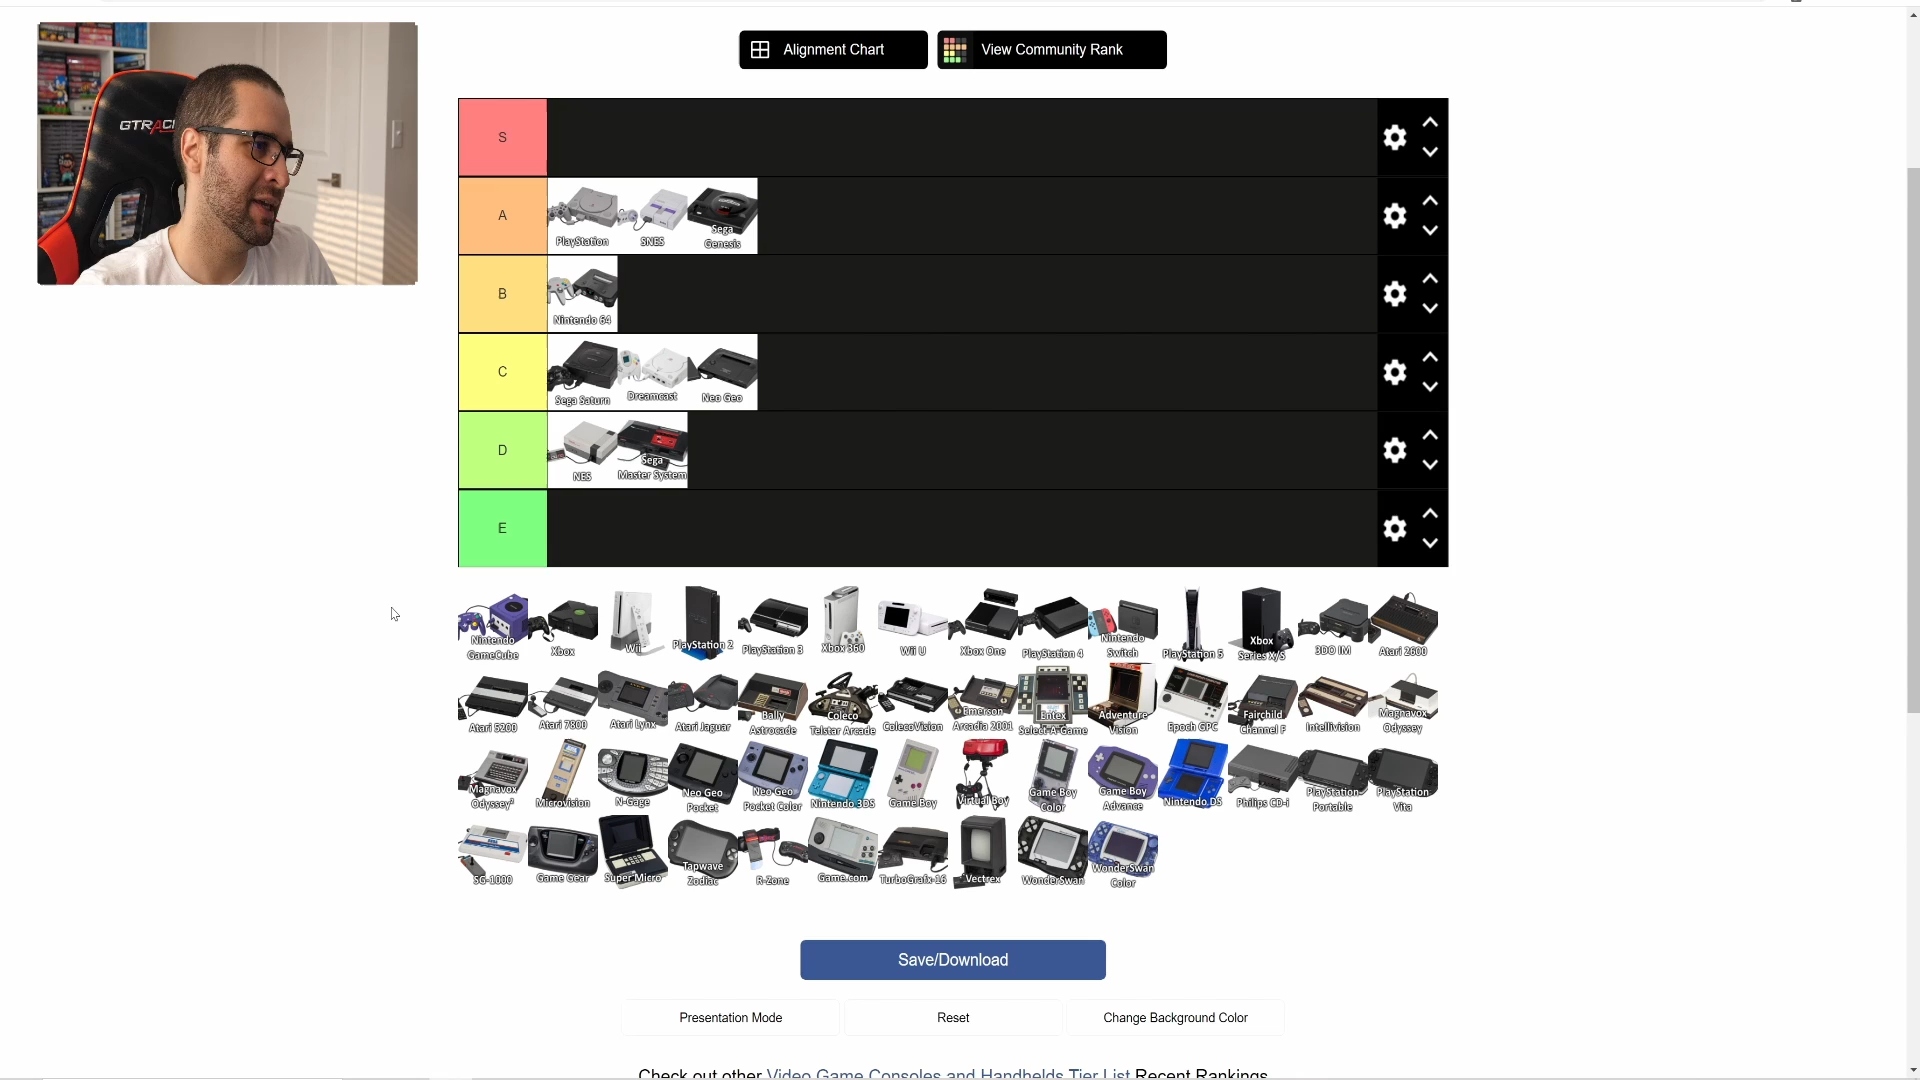 Alignment Chart
View Community Rank
GTRACI
S
A
PlayStation
SNES
Sega
Genesis
B
Nintendo 64
C
Sega Saturn
Dreamcast
Neo Geo
D
NES
Sega
Master System
E
Nintendo
GameCube
Xbox
Wii
PlayStation 2
PlayStation 3
Xbox 360
Wii U
Xbox One
PlayStation 4
Nintendo
Switch
PlayStation 5
Xbox
Series X/S
3DO IM
Atari 2600
Atari 5200
Atari 7800
Atari Lynx
Atari Jaguar
Bally
Astrocade
Coleco
Telstar Arcade
ColecoVision
Emerson
Arcadia 2001
Entex
Select-A-Game
Adventure
Vision
Epoch GPC
Fairchild
Channel F
Intellivision
Magnavox
Odyssey
Magnavox
Odyssey²
Microvision
N-Gage
Neo Geo
Pocket
Neo Geo
Pocket Color
Nintendo 3DS
Game Boy
Virtual Boy
Game Boy
Color
Game Boy
Advance
Nintendo DS
Philips CD-i
PlayStation
Portable
PlayStation
Vita
SG-1000
Game Gear
Super Micro
Tapwave
Zodiac
R-Zone
Game.com
TurboGrafx-16
Vectrex
WonderSwan
WonderSwan
Color
Save/Download
Presentation Mode
Reset
Change Background Color
Check out other Video Game Consoles and Handhelds Tier List Recent Rankings